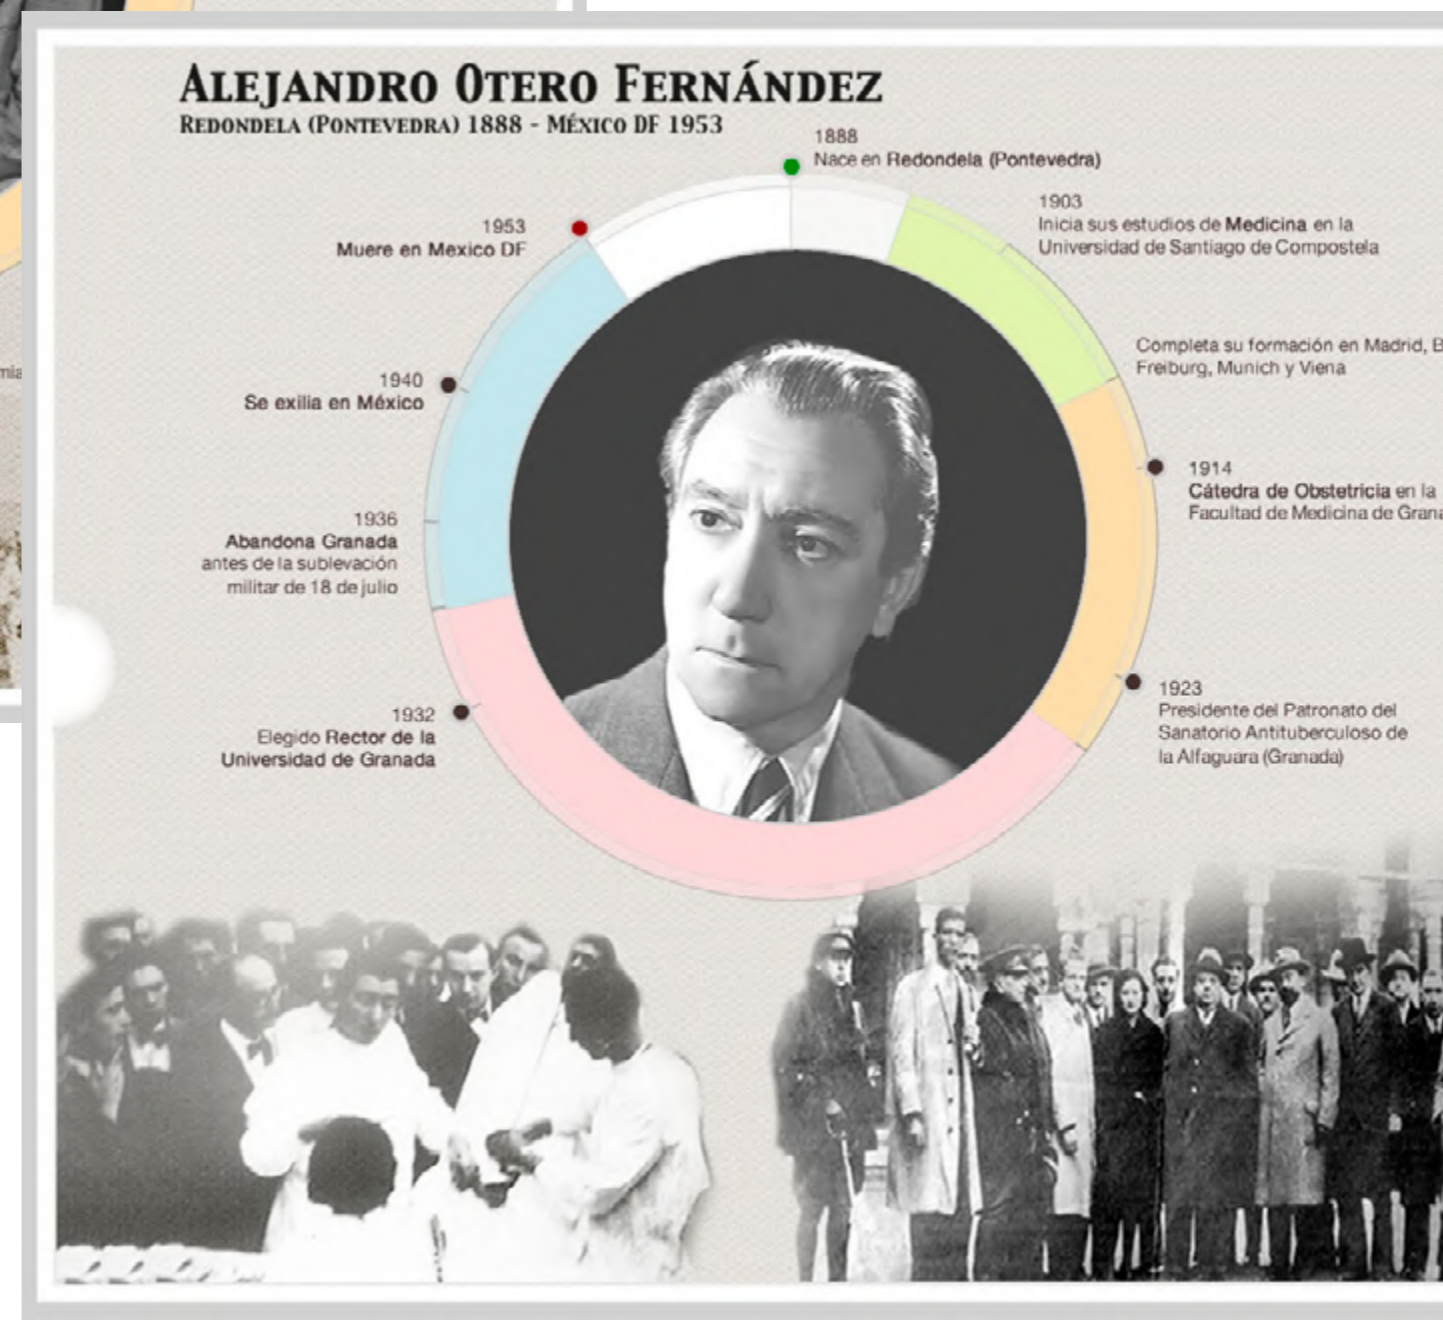 ALEJANDRO OTERO FERNÁNDEZ
REDONDELA (PONTEVEDRA) 1888 - MÉXICO DF 1953
1888
Nace en Redondela (Pontevedra)
1903
Inicia sus estudios de Medicina en la
Universidad de Santiago de Compostela
Completa su formación en Madrid, B
Freiburg, Munich y Viena
1914
Cátedra de Obstetricia en la
Facultad de Medicina de Grana
1923
Presidente del Patronato del
Sanatorio Antituberculoso de
la Alfaguara (Granada)
1932
Elegido Rector de la
Universidad de Granada
1936
Abandona Granada
antes de la sublevación
militar de 18 de julio
1940
Se exilia en México
1953
Muere en Mexico DF